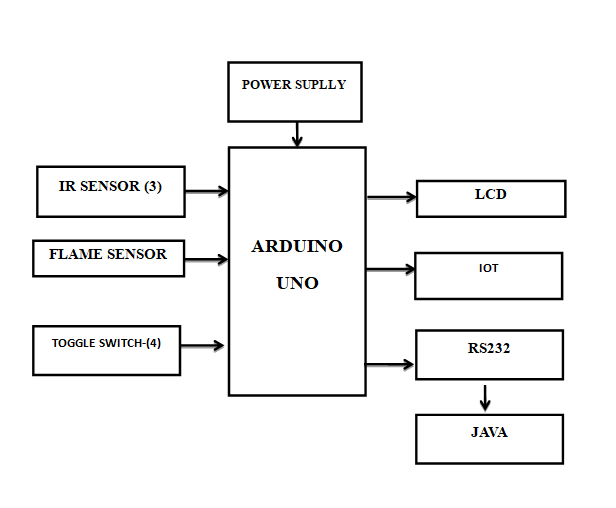 POWER SUPLLY
IR SENSOR (3)
FLAME SENSOR
TOGGLE SWITCH-(4)
ARDUINO
UNO
LCD
IOT
RS232
JAVA